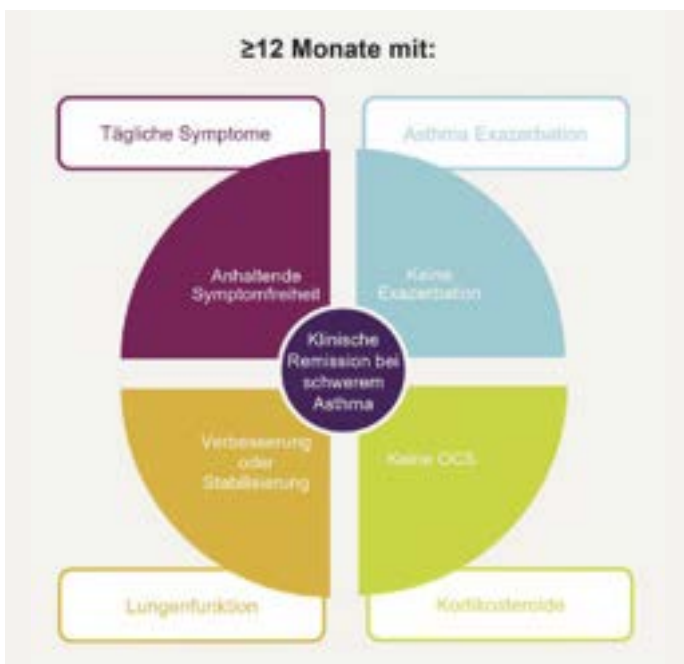 ≥12 Monate mit:
Tägliche Symptome
Asthma Exazerbation
Anhaltende
Symptomfreiheit
Keine
Exazerbation
Klinische
Remission bei
schwerem
Asthma
Verbesserung
oder
Stabilisierung
Keine OCS
Lungenfunktion
Kortikosteroide